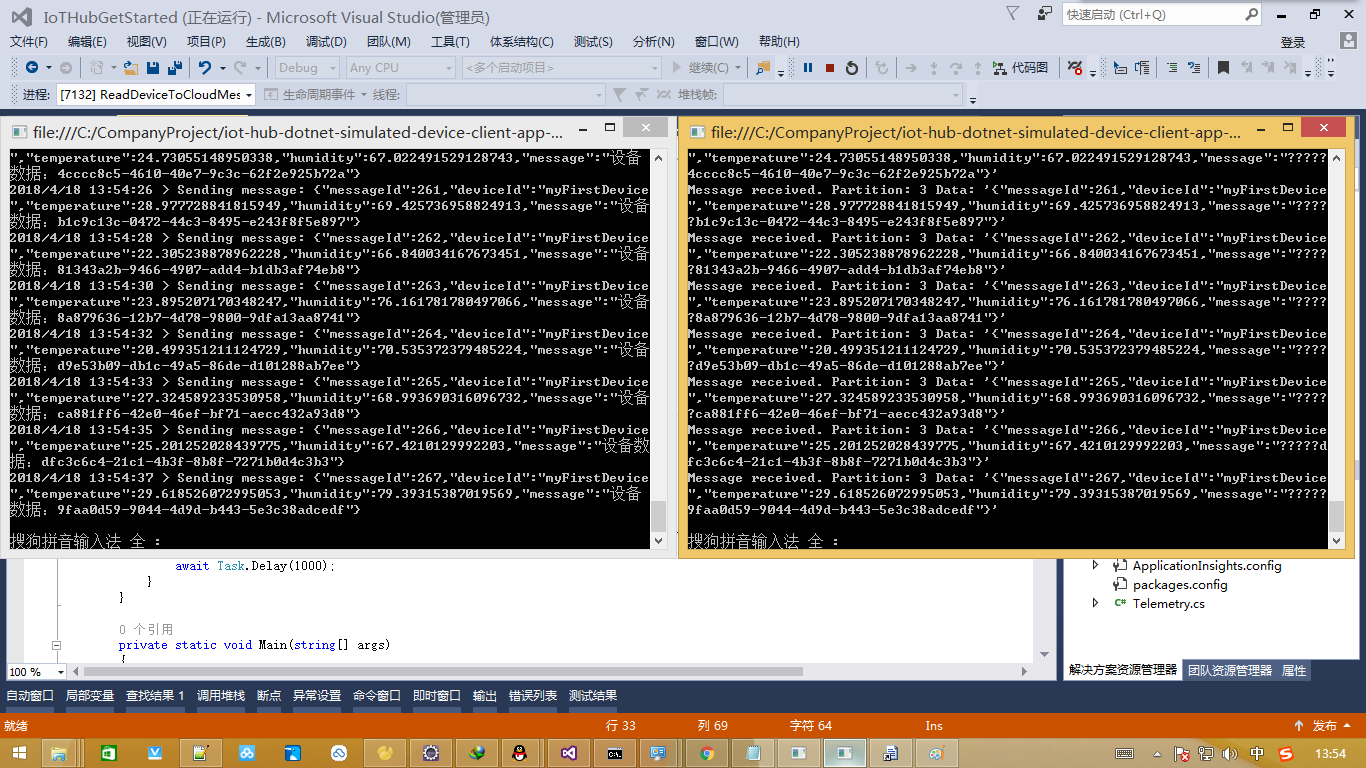 IoTHubGetStarted (正在运行) - Microsoft Visual Studio(管理员)
快速启动 (Ctrl+Q)
文件(F) 编辑(E) 视图(V) 项目(P) 生成(B) 调试(D) 团队(M) 工具(T) 体系结构(C) 测试(S) 分析(N) 窗口(W) 帮助(H) 登录
Debug Any CPU <多个启动项目> 继续(C) 代码图
进程: [7132] ReadDeviceToCloudMes 生命周期事件 线程: 堆栈帧:
file:///C:/CompanyProject/iot-hub-dotnet-simulated-device-client-app-...
","temperature":24.73055148950338,"humidity":67.022491529128743,"message":"设备
数据：4cccc8c5-4610-40e7-9c3c-62f2e925b72a"}
2018/4/18 13:54:26 > Sending message: {"messageId":261,"deviceId":"myFirstDevice
","temperature":28.977728841815949,"humidity":69.425736958824913,"message":"设备
数据：b1c9c13c-0472-44c3-8495-e243f8f5e897"}
2018/4/18 13:54:28 > Sending message: {"messageId":262,"deviceId":"myFirstDevice
","temperature":22.305238878962228,"humidity":66.840034167673451,"message":"设备
数据：81343a2b-9466-4907-add4-b1db3af74eb8"}
2018/4/18 13:54:30 > Sending message: {"messageId":263,"deviceId":"myFirstDevice
","temperature":23.895207170348247,"humidity":76.161781780497066,"message":"设备
数据：8a879636-12b7-4d78-9800-9dfa13aa8741"}
2018/4/18 13:54:32 > Sending message: {"messageId":264,"deviceId":"myFirstDevice
","temperature":20.499351211124729,"humidity":70.535372379485224,"message":"设备
数据：d9e53b09-db1c-49a5-86de-d101288ab7ee"}
2018/4/18 13:54:33 > Sending message: {"messageId":265,"deviceId":"myFirstDevice
","temperature":27.324589233530958,"humidity":68.993690316096732,"message":"设备
数据：ca881ff6-42e0-46ef-bf71-aecc432a93d8"}
2018/4/18 13:54:35 > Sending message: {"messageId":266,"deviceId":"myFirstDevice
","temperature":25.201252028439775,"humidity":67.4210129992203,"message":"设备数
据：dfc3c6c4-21c1-4b3f-8b8f-7271b0d4c3b3"}
2018/4/18 13:54:37 > Sending message: {"messageId":267,"deviceId":"myFirstDevice
","temperature":29.618526072995053,"humidity":79.39315387019569,"message":"设备
数据：9faa0d59-9044-4d9d-b443-5e3c38adcedf"}
搜狗拼音输入法 全 :
file:///C:/CompanyProject/iot-hub-dotnet-simulated-device-client-app-...
","temperature":24.73055148950338,"humidity":67.022491529128743,"message":"?????
4cccc8c5-4610-40e7-9c3c-62f2e925b72a"}'
Message received. Partition: 3 Data: '{"messageId":261,"deviceId":"myFirstDevice
","temperature":28.977728841815949,"humidity":69.425736958824913,"message":"????
?b1c9c13c-0472-44c3-8495-e243f8f5e897"}'
Message received. Partition: 3 Data: '{"messageId":262,"deviceId":"myFirstDevice
","temperature":22.305238878962228,"humidity":66.840034167673451,"message":"????
?81343a2b-9466-4907-add4-b1db3af74eb8"}'
Message received. Partition: 3 Data: '{"messageId":263,"deviceId":"myFirstDevice
","temperature":23.895207170348247,"humidity":76.161781780497066,"message":"????
?8a879636-12b7-4d78-9800-9dfa13aa8741"}'
Message received. Partition: 3 Data: '{"messageId":264,"deviceId":"myFirstDevice
","temperature":20.499351211124729,"humidity":70.535372379485224,"message":"????
?d9e53b09-db1c-49a5-86de-d101288ab7ee"}'
Message received. Partition: 3 Data: '{"messageId":265,"deviceId":"myFirstDevice
","temperature":27.324589233530958,"humidity":68.993690316096732,"message":"????
?ca881ff6-42e0-46ef-bf71-aecc432a93d8"}'
Message received. Partition: 3 Data: '{"messageId":266,"deviceId":"myFirstDevice
","temperature":25.201252028439775,"humidity":67.4210129992203,"message":"?????d
fc3c6c4-21c1-4b3f-8b8f-7271b0d4c3b3"}'
Message received. Partition: 3 Data: '{"messageId":267,"deviceId":"myFirstDevice
","temperature":29.618526072995053,"humidity":79.39315387019569,"message":"?????
9faa0d59-9044-4d9d-b443-5e3c38adcedf"}'
搜狗拼音输入法 全 :
await Task.Delay(1000);
}
}
0 个引用
private static void Main(string[] args)
{
100 %
ApplicationInsights.config
packages.config
C# Telemetry.cs
解决方案资源管理器 团队资源管理器 属性
自动窗口 局部变量 查找结果 1 调用堆栈 断点 异常设置 命令窗口 即时窗口 输出 错误列表 测试结果
就绪 行 33 列 69 字符 64 Ins 发布
中 13:54